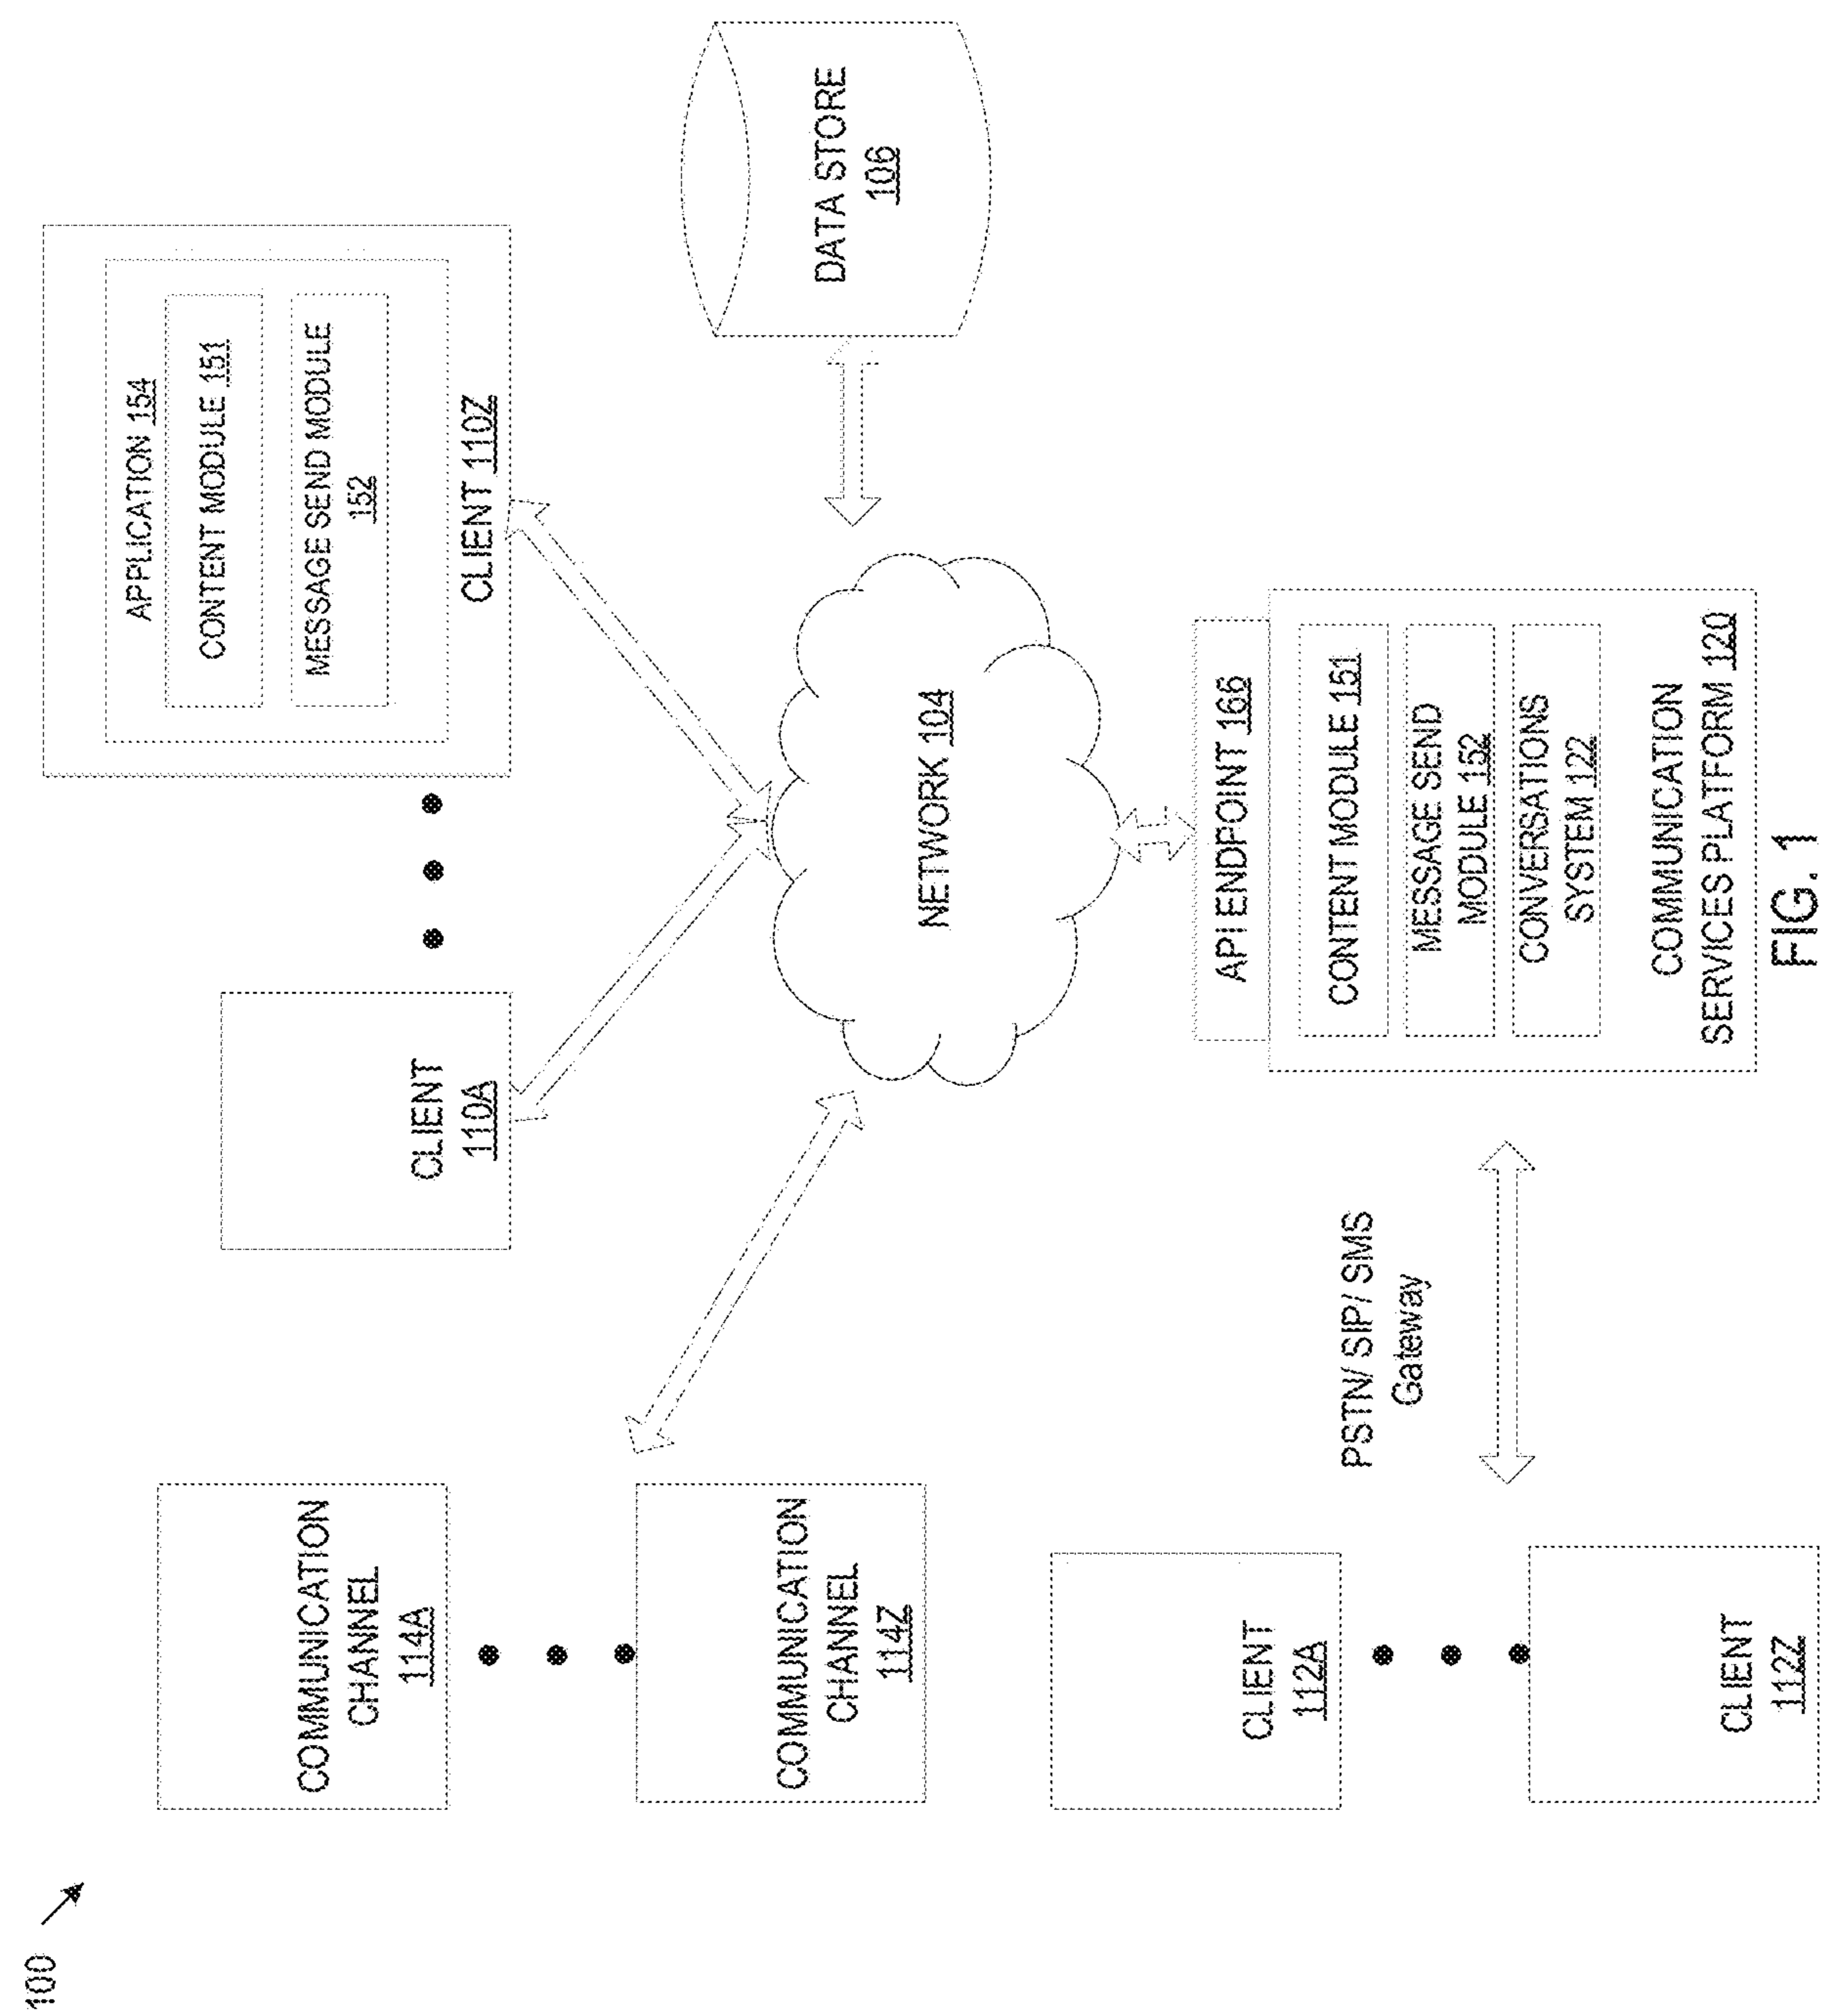 100
COMMUNICATION
CHANNEL
114A
COMMUNICATION
CHANNEL
114Z
CLIENT
112A
CLIENT
112Z
PSTN/ SIP/ SMS
Gateway
CLIENT
110A
APPLICATION 154
CONTENT MODULE 151
MESSAGE SEND MODULE
152
CLIENT 110Z
NETWORK 104
DATA STORE
106
API ENDPOINT 166
CONTENT MODULE 151
MESSAGE SEND
MODULE 152
CONVERSATIONS
SYSTEM 122
COMMUNICATION
SERVICES PLATFORM 120
FIG. 1